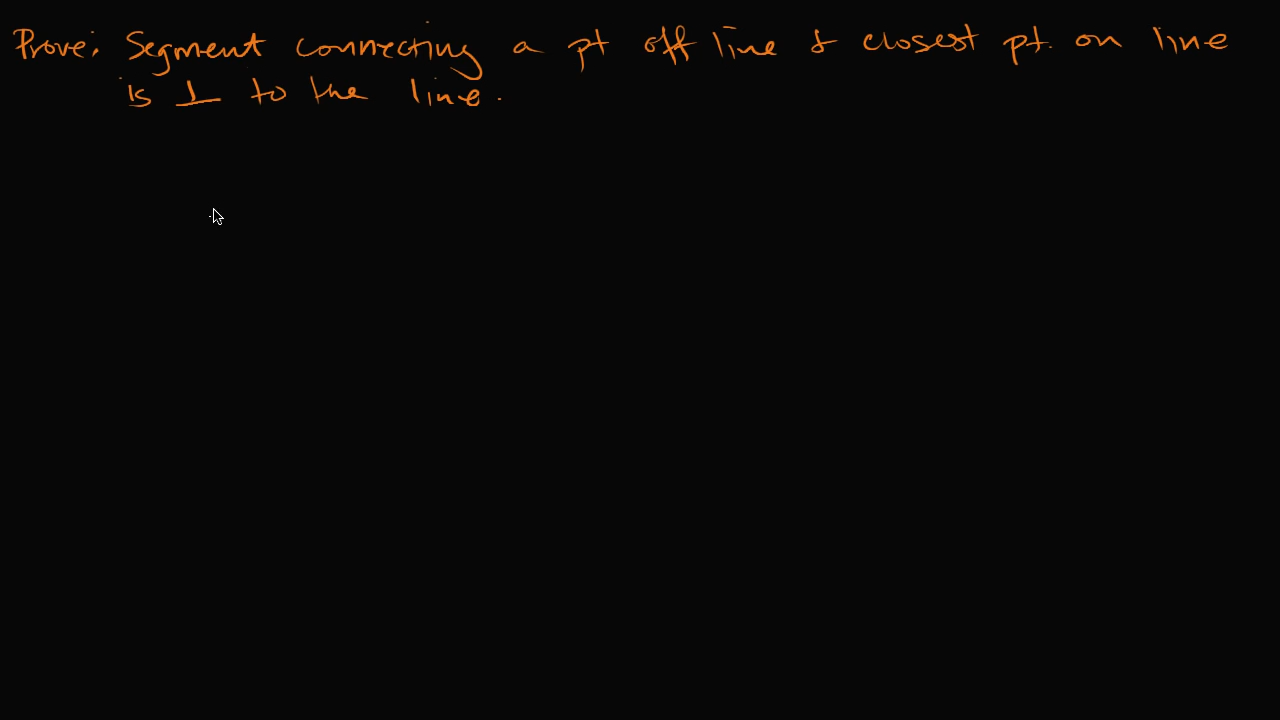 Prove: Segment connecting a pt off line & closest pt. on line
is ⊥ to the line.